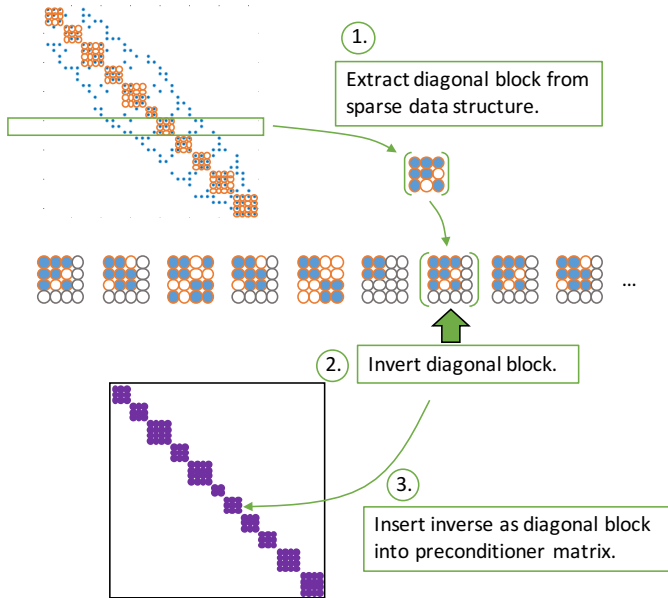 1.
Extract diagonal block from
sparse data structure.
...
2.
Invert diagonal block.
3.
Insert inverse as diagonal block
into preconditioner matrix.